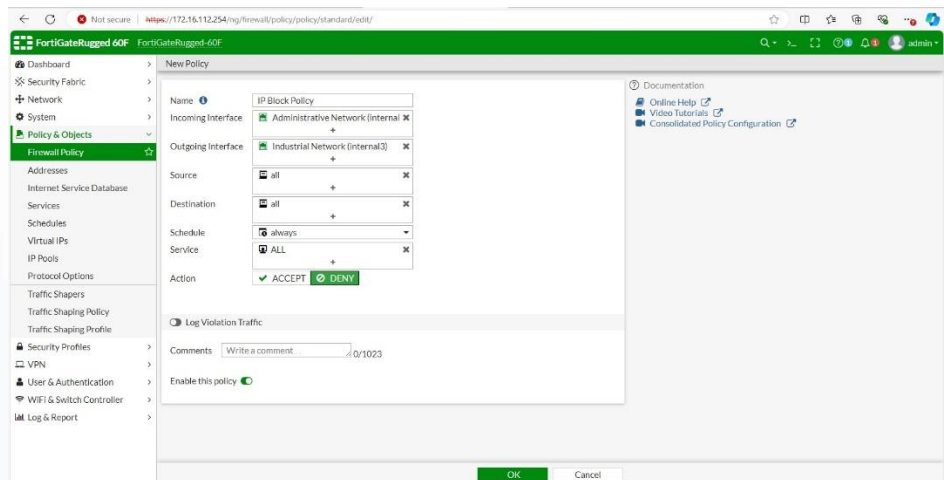 Not secure https://172.16.112.254/ng/firewall/policy/policy/standard/edit/
FortiGateRugged 60F FortiGateRugged-60F
admin
Dashboard
Security Fabric
Network
System
Policy & Objects
Firewall Policy
Addresses
Internet Service Database
Services
Schedules
Virtual IPs
IP Pools
Protocol Options
Traffic Shapers
Traffic Shaping Policy
Traffic Shaping Profile
Security Profiles
VPN
User & Authentication
WiFi & Switch Controller
Log & Report
New Policy
Name IP Block Policy
Incoming Interface Administrative Network (internal
+
Outgoing Interface Industrial Network (internal3)
+
Source all
+
Destination all
+
Schedule always
Service ALL
+
Action ACCEPT DENY
Log Violation Traffic
Comments Write a comment... 0/1023
Enable this policy
OK Cancel
Documentation
Online Help
Video Tutorials
Consolidated Policy Configuration